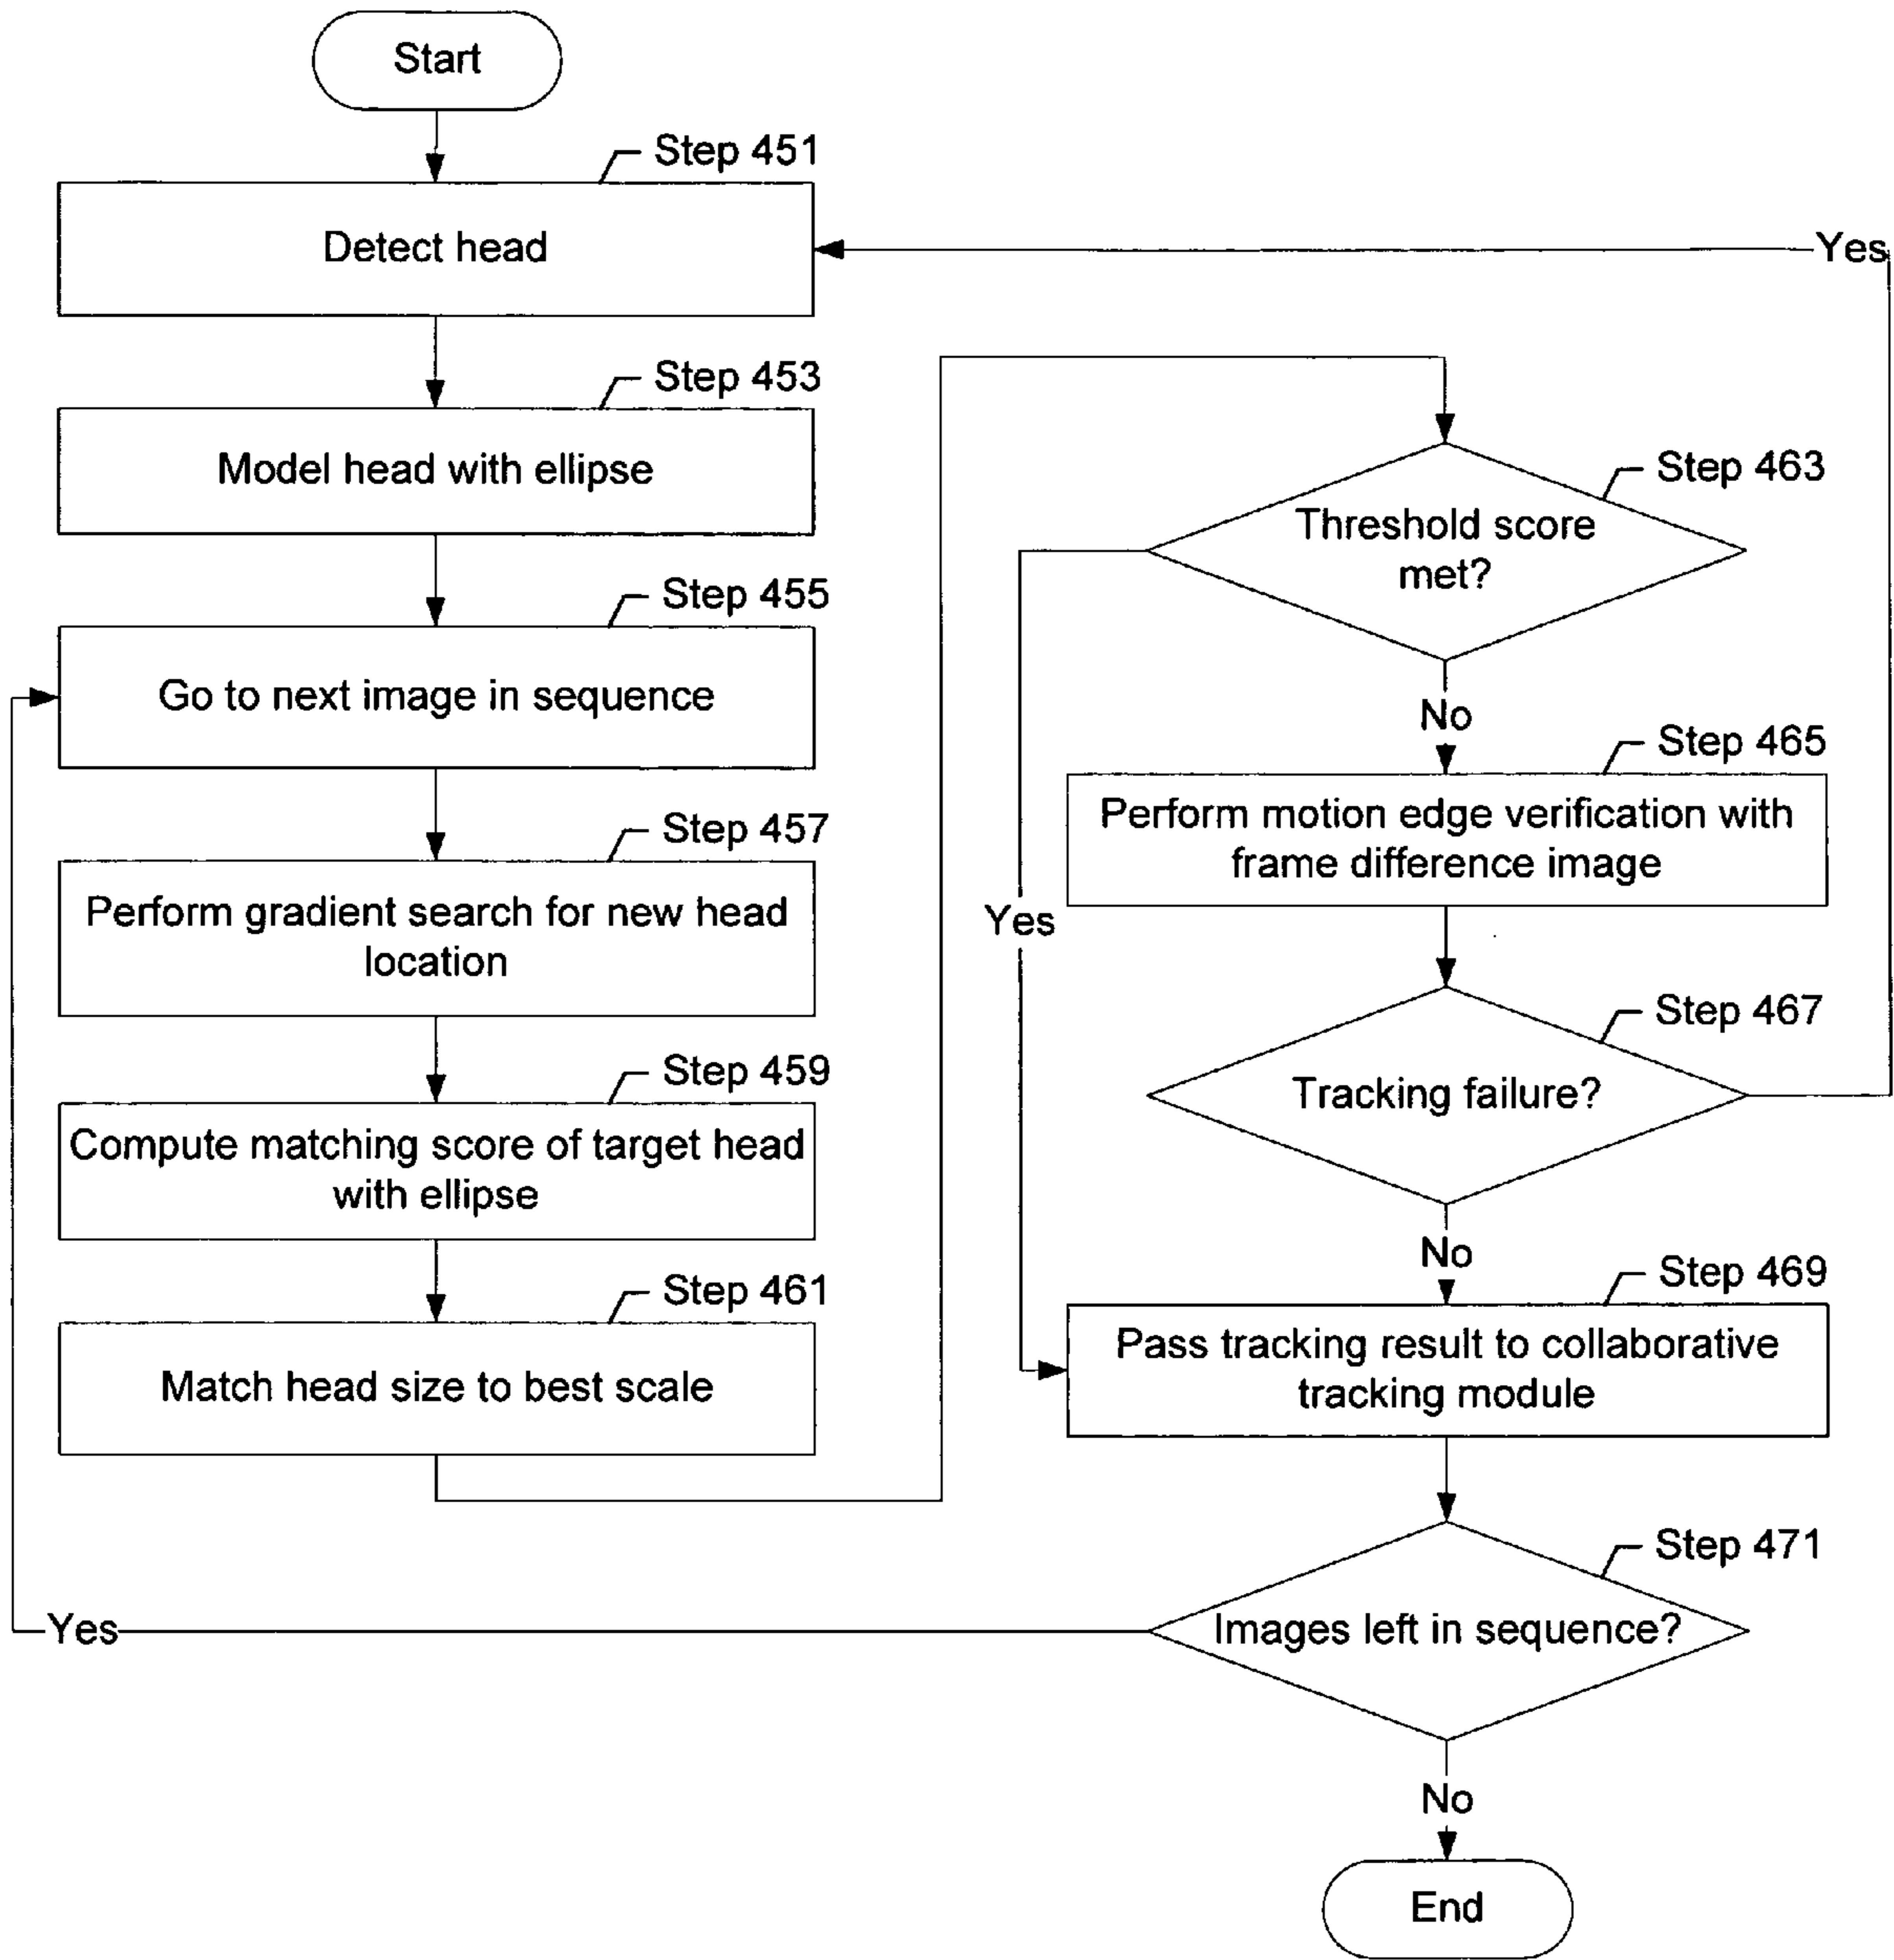 Start
Step 451
Detect head
Step 453
Model head with ellipse
Step 455
Go to next image in sequence
Step 457
Perform gradient search for new head
location
Step 459
Compute matching score of target head
with ellipse
Step 461
Match head size to best scale
Step 463
Threshold score
met?
Yes
No
Step 465
Perform motion edge verification with
frame difference image
Step 467
Tracking failure?
Yes
No
Step 469
Pass tracking result to collaborative
tracking module
Step 471
Images left in sequence?
Yes
No
End